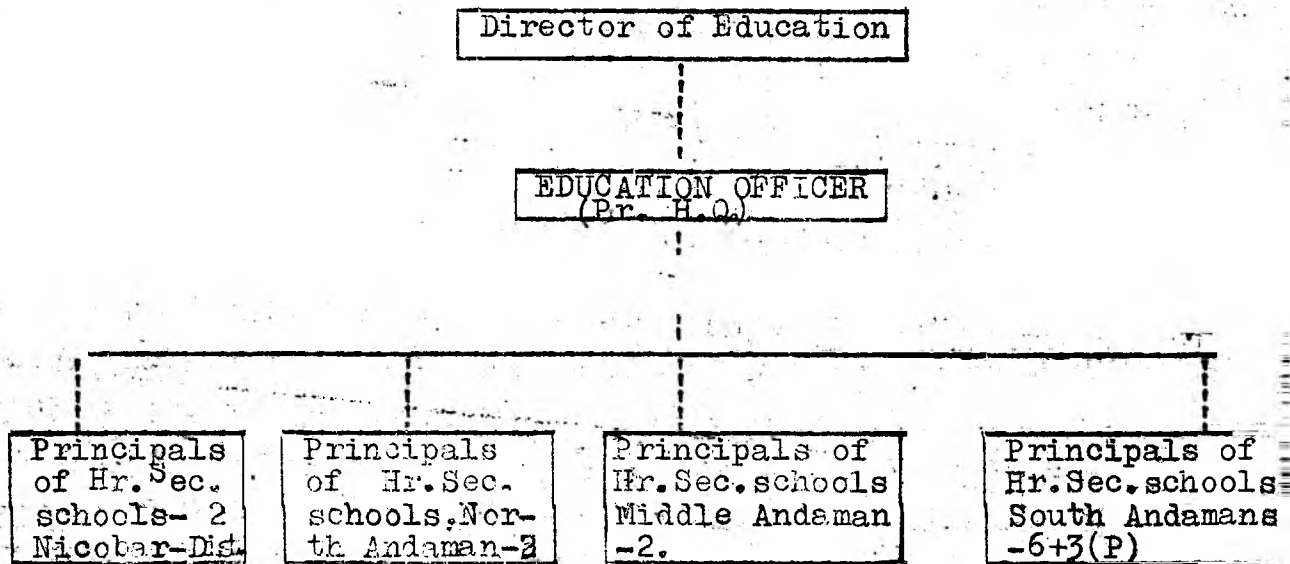 Director of Education
EDUCATION OFFICER
(Pr. H.Q.)
Principals
of Hr.Sec.
schools- 2
Nicobar-Dist.
Principals
of Hr.Sec.
schools.Nor-
th Andaman-2
Principals of
Hr.Sec.schools
Middle Andaman
-2.
Principals of
Hr.Sec.schools
South Andamans
-6+3(P)